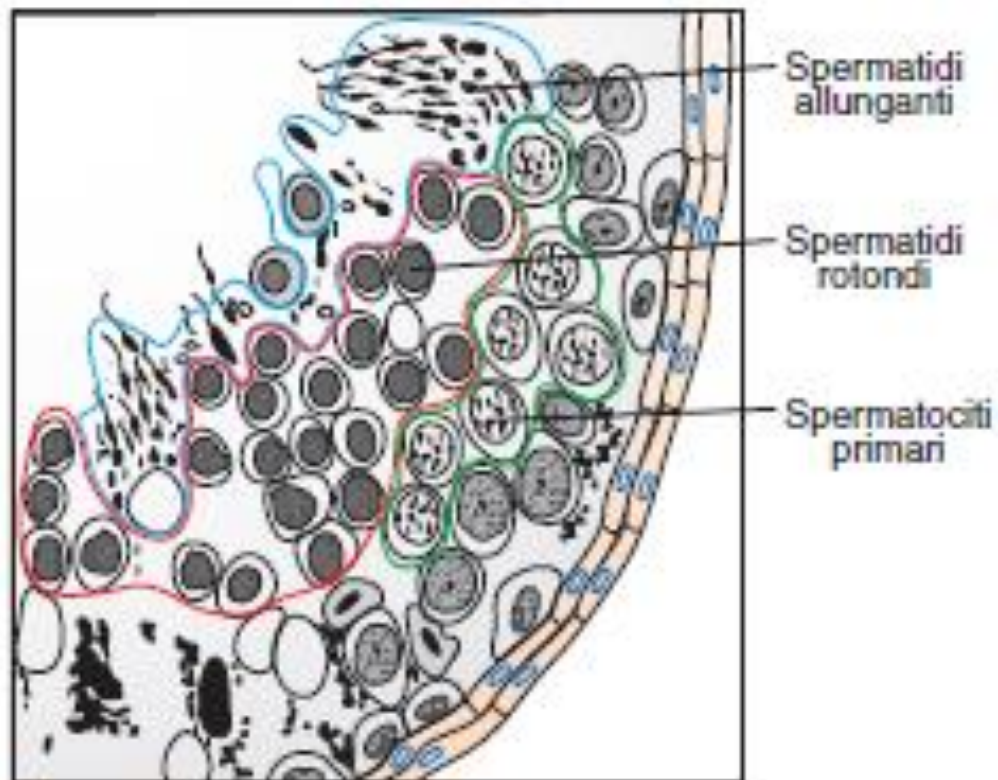 Spermatidi
allunganti
Spermatidi
rotondi
Spermatociti
primari